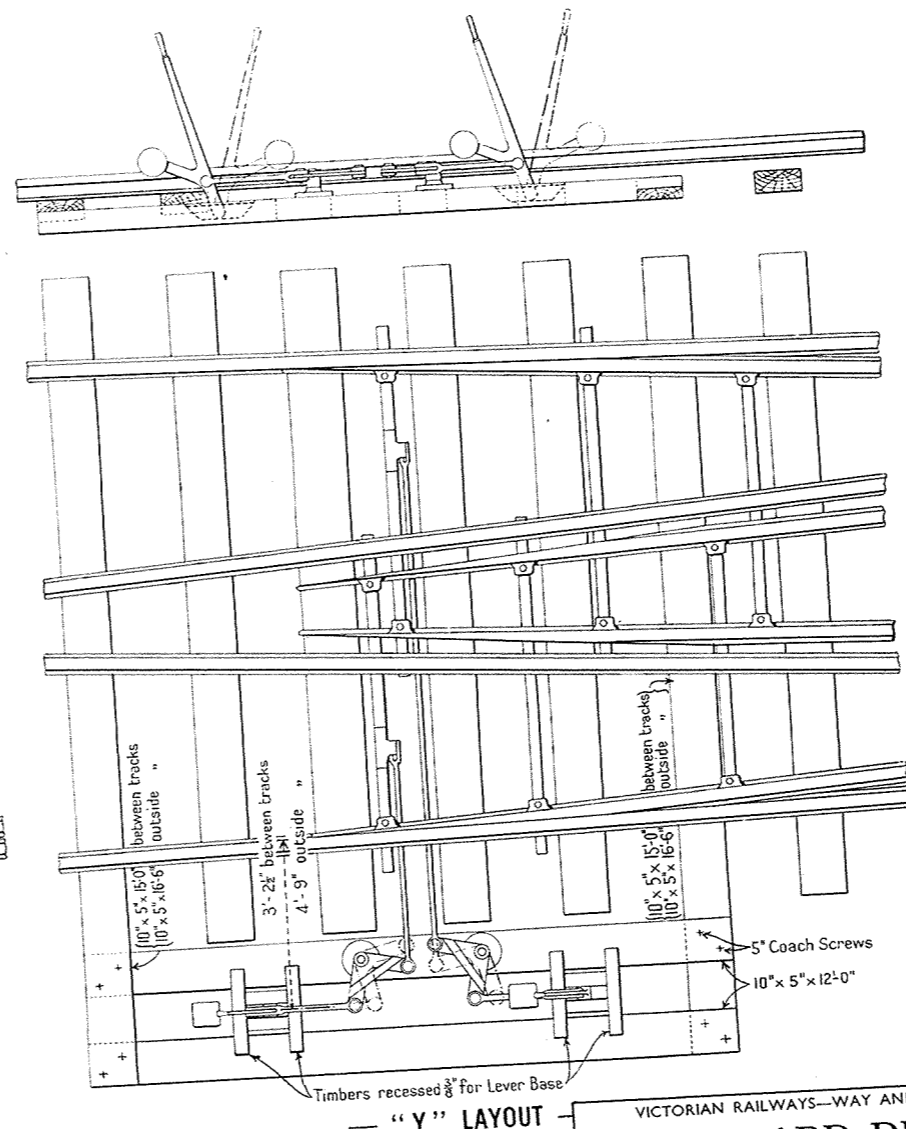 (10" × 5" × 15'-0" between tracks
(10" × 5" × 16'-6" outside "
3'- 2½" between tracks
4'- 9" outside "
(10" × 5" × 15'-0" between tracks)
(10" × 5" × 16'-6" outside " )
5" Coach Screws
10" × 5" × 12'-0"
Timbers recessed ⅜" for Lever Base
— "Y" LAYOUT —
VICTORIAN RAILWAYS—WAY AN